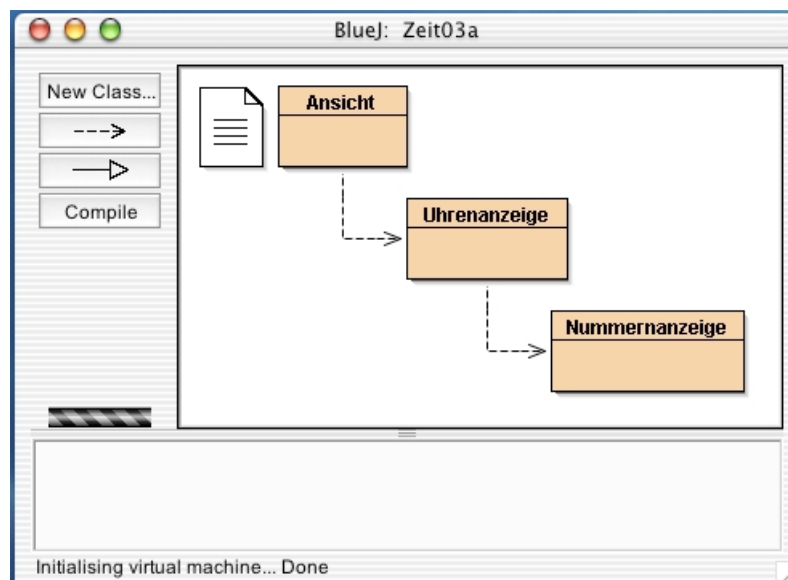 BlueJ: Zeit03a
New Class...
Compile
Ansicht
Uhrenanzeige
Nummernanzeige
Initialising virtual machine... Done